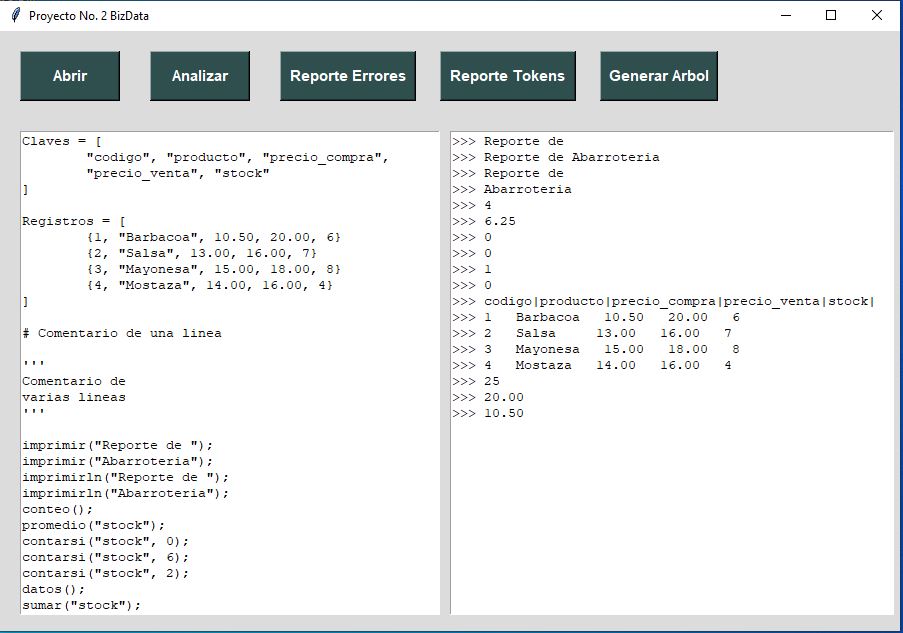 Proyecto No. 2 BizData
Abrir
Analizar
Reporte Errores
Reporte Tokens
Generar Arbol
Claves = [
"codigo", "producto", "precio_compra",
"precio_venta", "stock"
]
Registros = [
{1, "Barbacoa", 10.50, 20.00, 6}
{2, "Salsa", 13.00, 16.00, 7}
{3, "Mayonesa", 15.00, 18.00, 8}
{4, "Mostaza", 14.00, 16.00, 4}
]
# Comentario de una linea
'''
Comentario de
varias lineas
'''
imprimir("Reporte de ");
imprimir("Abarroteria");
imprimirln("Reporte de ");
imprimirln("Abarroteria");
conteo();
promedio("stock");
contarsi("stock", 0);
contarsi("stock", 6);
contarsi("stock", 2);
datos();
sumar("stock");
>>> Reporte de
>>> Reporte de Abarroteria
>>> Reporte de
>>> Abarroteria
>>> 4
>>> 6.25
>>> 0
>>> 0
>>> 1
>>> 0
>>> codigo|producto|precio_compra|precio_venta|stock|
>>> 1 Barbacoa 10.50 20.00 6
>>> 2 Salsa 13.00 16.00 7
>>> 3 Mayonesa 15.00 18.00 8
>>> 4 Mostaza 14.00 16.00 4
>>> 25
>>> 20.00
>>> 10.50